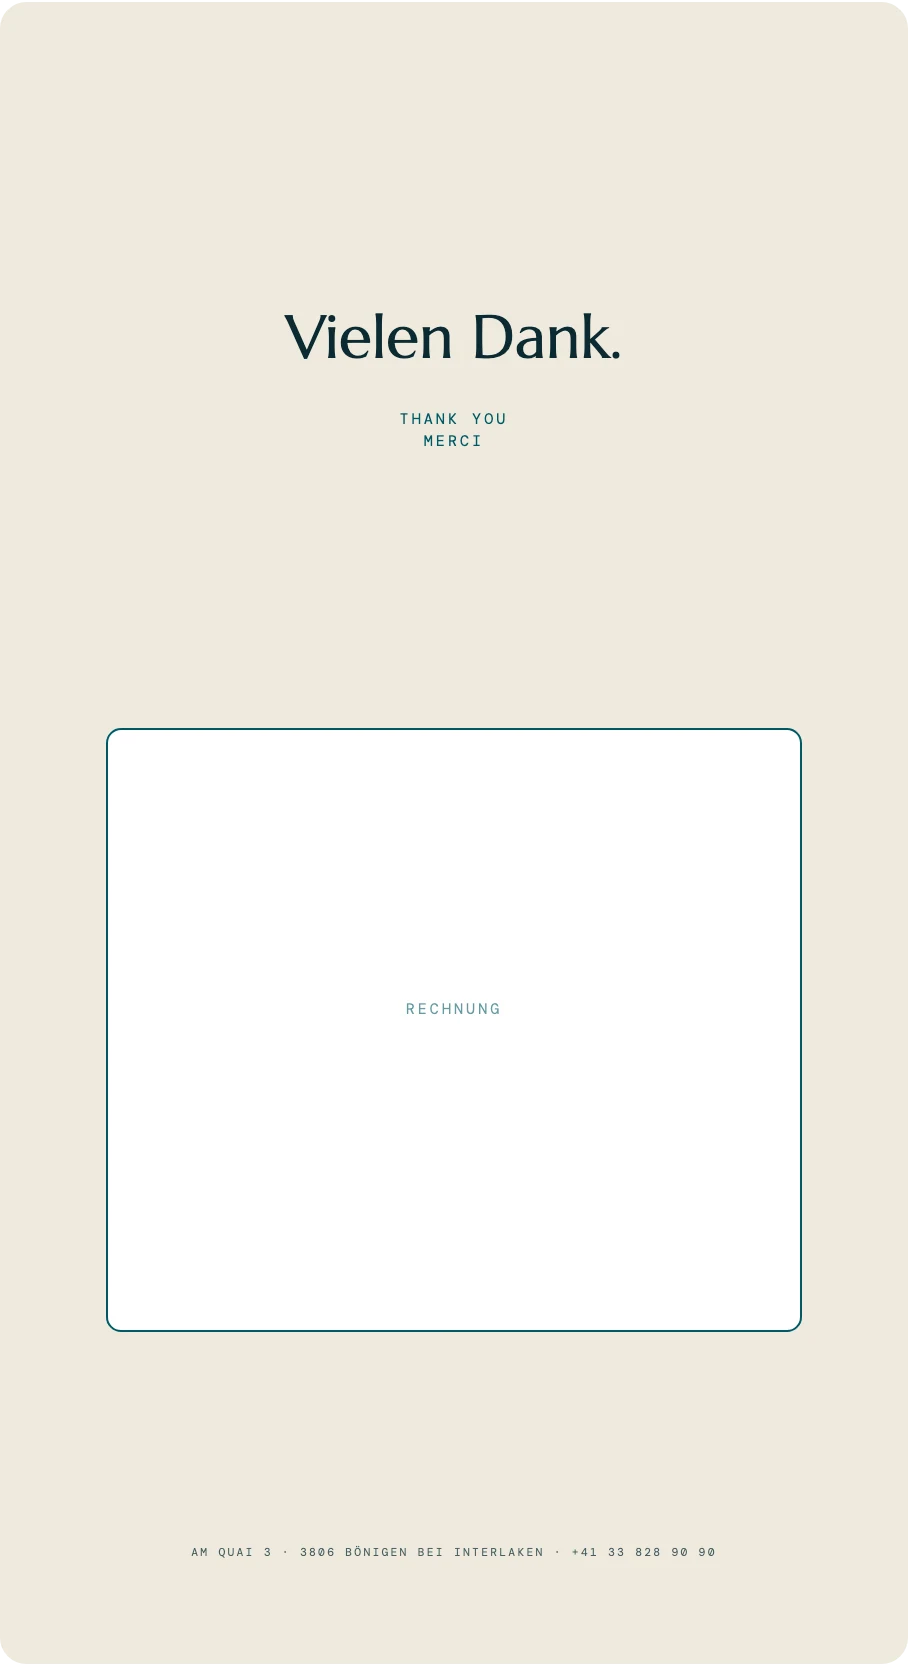 Vielen Dank.
THANK YOU
MERCI
RECHNUNG
AM QUAI 3 · 3806 BÖNIGEN BEI INTERLAKEN · +41 33 828 90 90